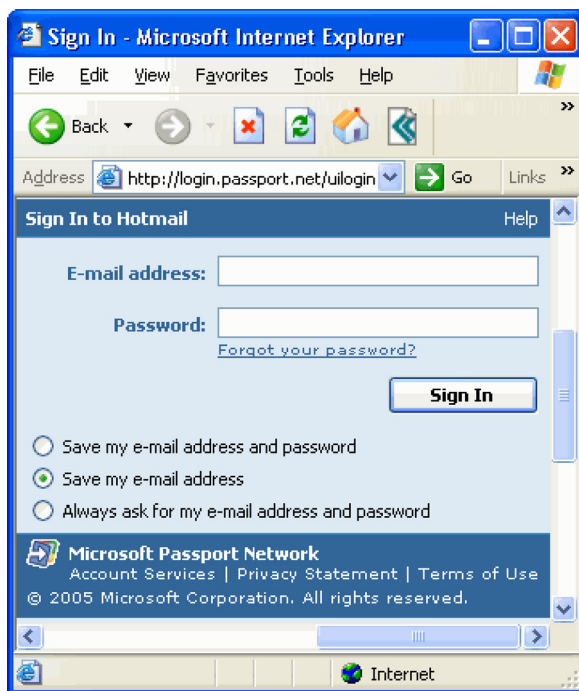 Sign In - Microsoft Internet Explorer
File Edit View Favorites Tools Help
Back »
Address http://login.passport.net/uilogin Go Links »
Sign In to Hotmail Help
E-mail address:
Password:
Forgot your password?
Sign In
Save my e-mail address and password
Save my e-mail address
Always ask for my e-mail address and password
Microsoft Passport Network
Account Services | Privacy Statement | Terms of Use
© 2005 Microsoft Corporation. All rights reserved.
Internet